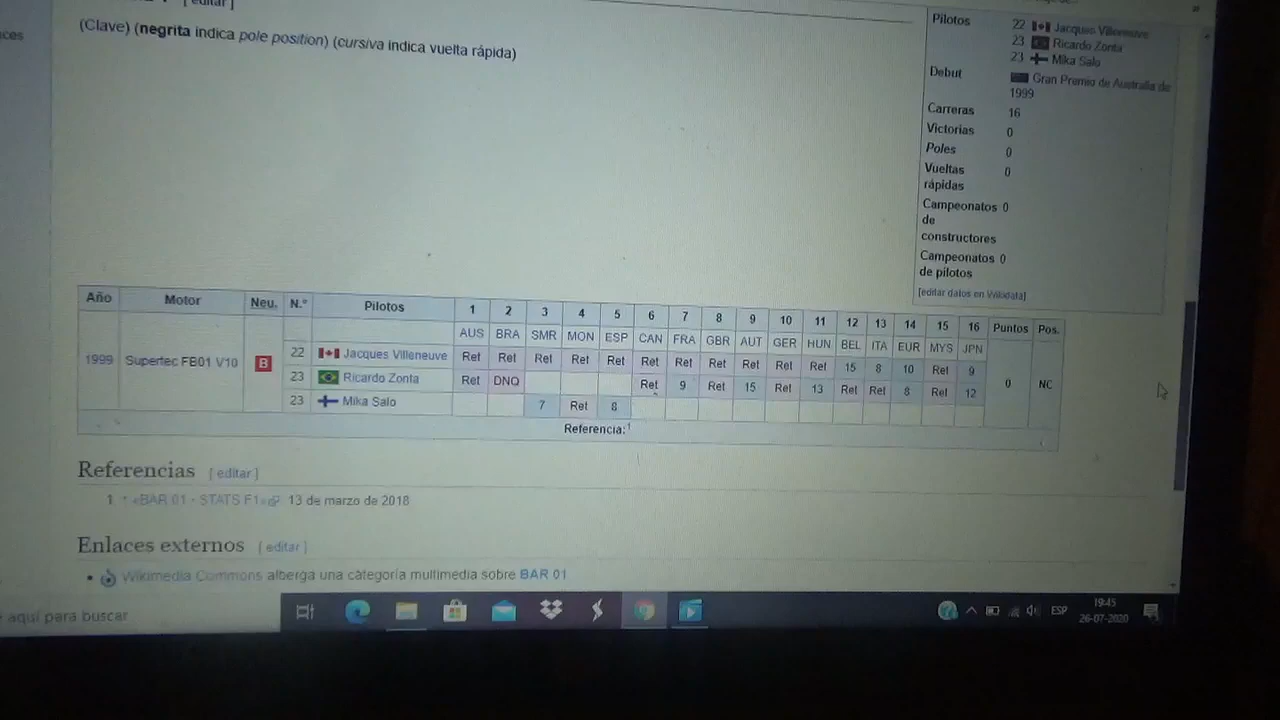 [ editar ]
(Clave) (negrita indica pole position) (cursiva indica vuelta rápida)
Pilotos 22 Jacques Villeneuve
23 Ricardo Zonta
23 Mika Salo
Debut Gran Premio de Australia de
1999
Carreras 16
Victorias 0
Poles 0
Vueltas 0
rápidas
Campeonatos 0
de
constructores
Campeonatos 0
de pilotos
[editar datos en Wikidata]
Año Motor Neu. N.º Pilotos 1 2 3 4 5 6 7 8 9 10 11 12 13 14 15 16 Puntos Pos.
AUS BRA SMR MON ESP CAN FRA GBR AUT GER HUN BEL ITA EUR MYS JPN
1999 Supertec FB01 V10 B 22 Jacques Villeneuve Ret Ret Ret Ret Ret Ret Ret Ret Ret Ret Ret 15 8 10 Ret 9 0 NC
23 Ricardo Zonta Ret DNQ Ret 9 Ret 15 Ret 13 Ret Ret 8 Ret 12
23 Mika Salo 7 Ret 8
Referencia:1
Referencias [ editar ]
1 «BAR 01 - STATS F1» 13 de marzo de 2018
Enlaces externos [ editar ]
• Wikimedia Commons alberga una categoría multimedia sobre BAR 01
aquí para buscar
ESP
19:45
26-07-2020